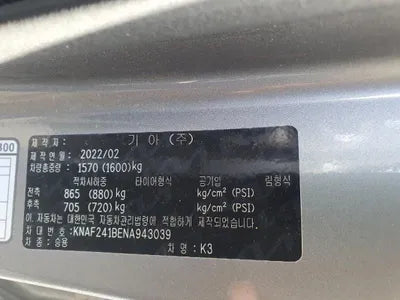 300
제작자 : 기아(주)
제작연월 : 2022/02
차량총중량 : 1570 (1600)kg
적차시하중 타이어형식 공기압 림형식
전축 865 (880)kg kg/cm² (PSI)
후축 705 (720)kg kg/cm² (PSI)
이 자동차는 대한민국 자동차관리법령에 적합하게 제작되었습니다.
차대번호 : KNAF241BENA943039
차종 : 승용 차명 : K3